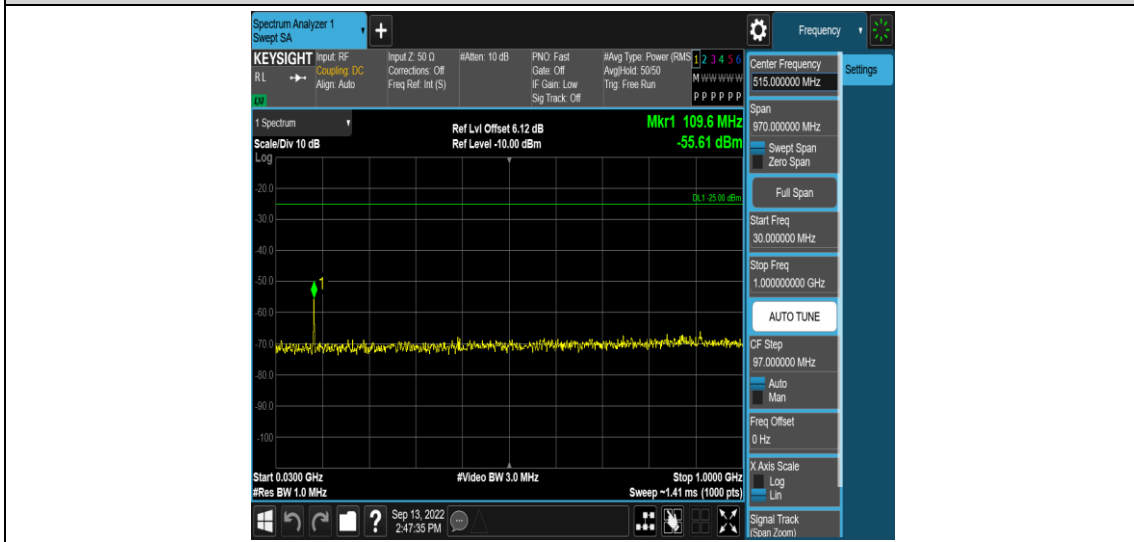 Spectrum Analyzer 1
Swept SA
+
Frequency
KEYSIGHT
RL
LXI
Input: RF
Coupling: DC
Align: Auto
Input Z: 50 Ω
Corrections: Off
Freq Ref: Int (S)
#Atten: 10 dB
PNO: Fast
Gate: Off
IF Gain: Low
Sig Track: Off
#Avg Type: Power (RMS
Avg|Hold: 50/50
Trig: Free Run
1 2 3 4 5 6
M W W W W W
P P P P P P
1 Spectrum
Scale/Div 10 dB
Log
Ref Lvl Offset 6.12 dB
Ref Level -10.00 dBm
Mkr1 109.6 MHz
-55.61 dBm
DL1 -25.00 dBm
1
-20.0
-30.0
-40.0
-50.0
-60.0
-70.0
-80.0
-90.0
-100
Start 0.0300 GHz
#Res BW 1.0 MHz
#Video BW 3.0 MHz
Stop 1.0000 GHz
Sweep ~1.41 ms (1000 pts)
Center Frequency
515.000000 MHz
Settings
Span
970.000000 MHz
Swept Span
Zero Span
Full Span
Start Freq
30.000000 MHz
Stop Freq
1.000000000 GHz
AUTO TUNE
CF Step
97.000000 MHz
Auto
Man
Freq Offset
0 Hz
X Axis Scale
Log
Lin
Signal Track
(Span Zoom)
?
Sep 13, 2022
2:47:35 PM